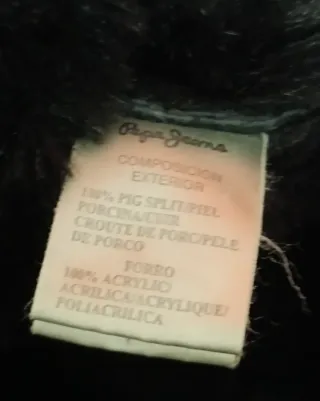 Pepe Jeans
COMPOSICION
EXTERIOR
100% PIG SPLIT/PIEL
PORCINA/CUIR
CROUTE DE PORC/PELE
DE PORCO
FORRO
100% ACRYLIC/
ACRILICA/ACRYLIQUE/
POLIACRILICA